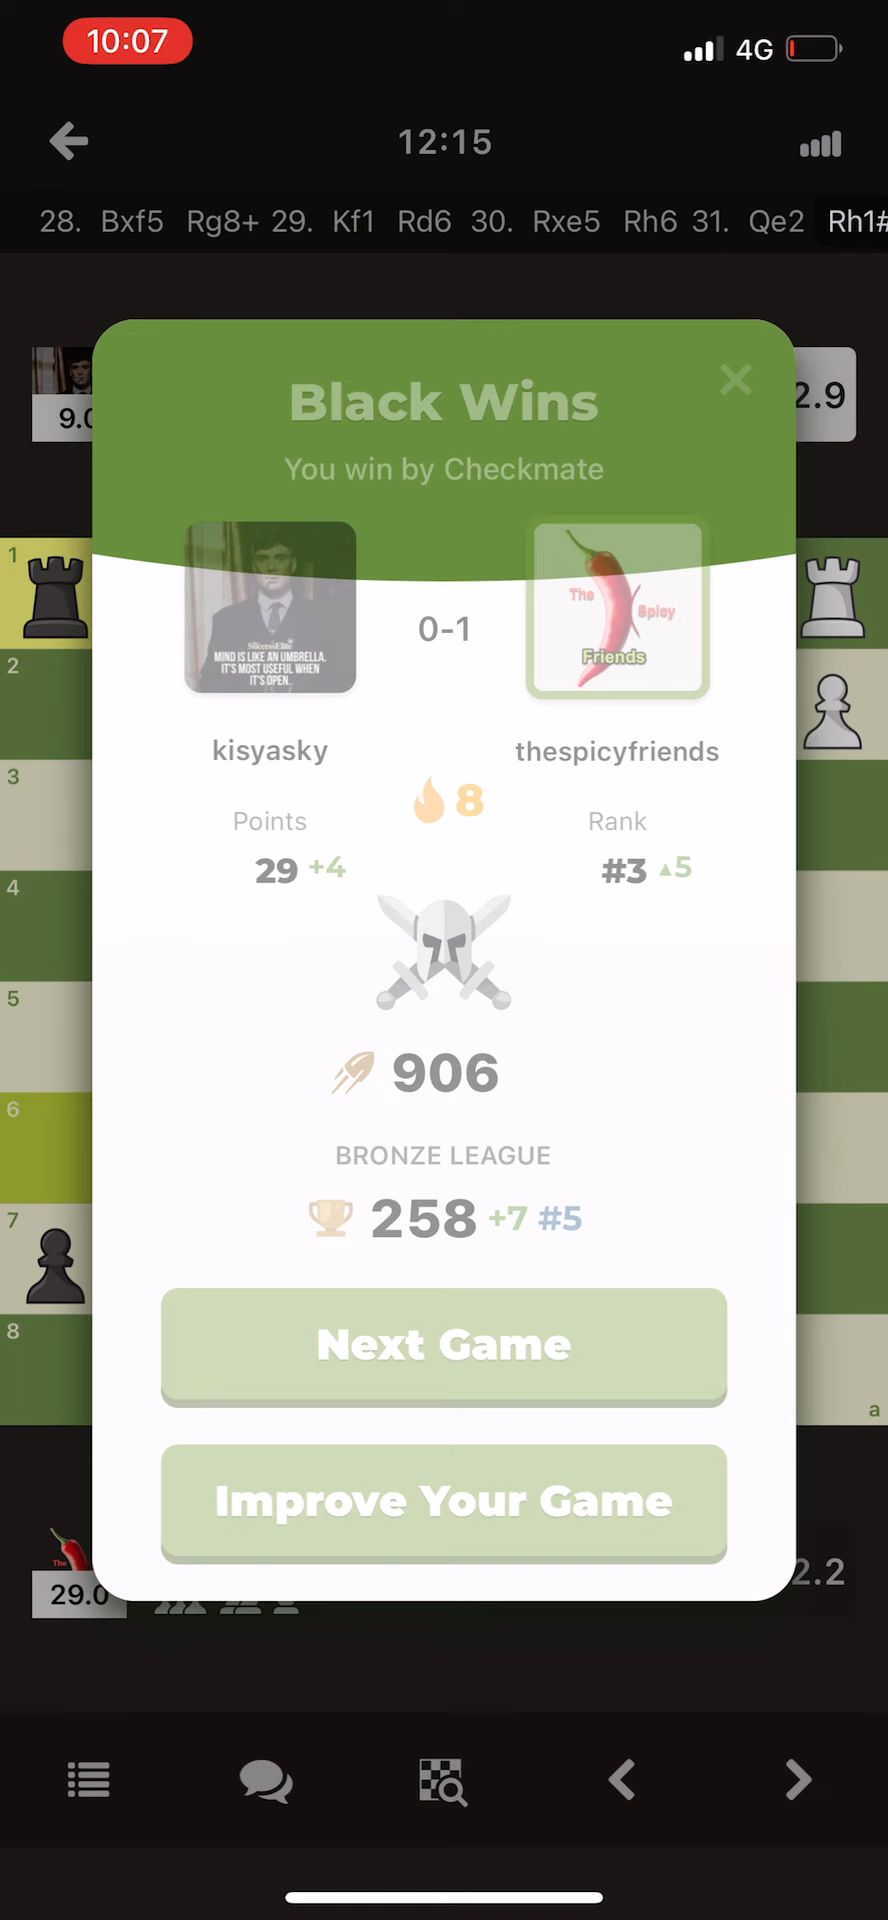 10:07
4G
12:15
28. Bxf5 Rg8+ 29. Kf1 Rd6 30. Rxe5 Rh6 31. Qe2 Rh1#
Black Wins
You win by Checkmate
2.9
1
SuccessElite
MIND IS LIKE AN UMBRELLA.
IT'S MOST USEFUL WHEN
IT'S OPEN.
0-1
The Spicy
Friends
2
kisyasky
thespicyfriends
3
8
Points
Rank
29 +4
#3 ▲5
4
5
906
6
BRONZE LEAGUE
258 +7 #5
7
8
Next Game
a
Improve Your Game
The
29.0
2.2